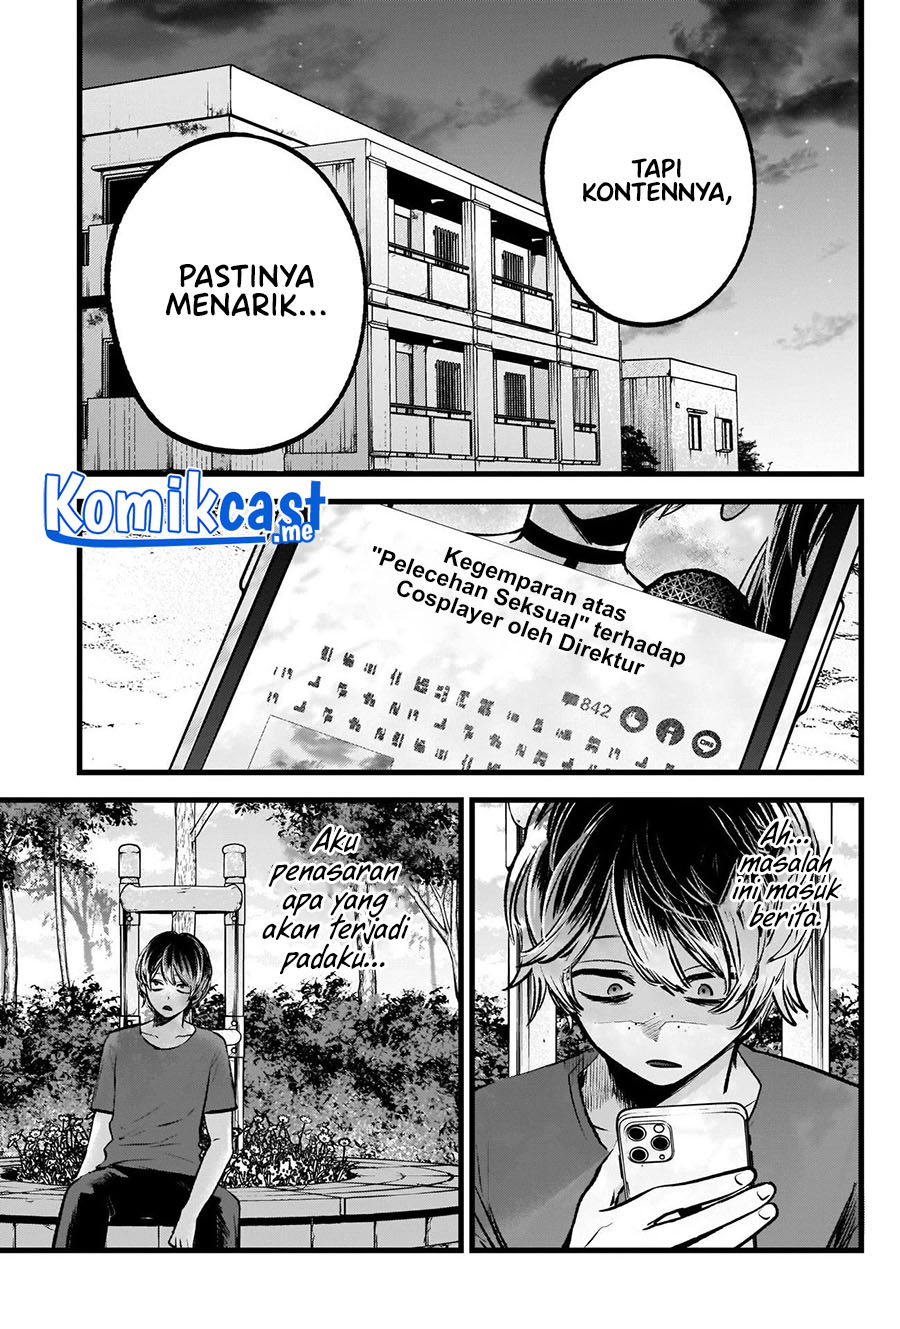 TAPI
KONTENNYA,
PASTINYA
MENARIK...
Komikcast
.me
Kegemparan atas
"Pelecehan Seksual" terhadap
Cosplayer oleh Direktur
842
Ah...
masalah
ini masuk
berita.
Aku
penasaran
apa yang
akan terjadi
padaku...